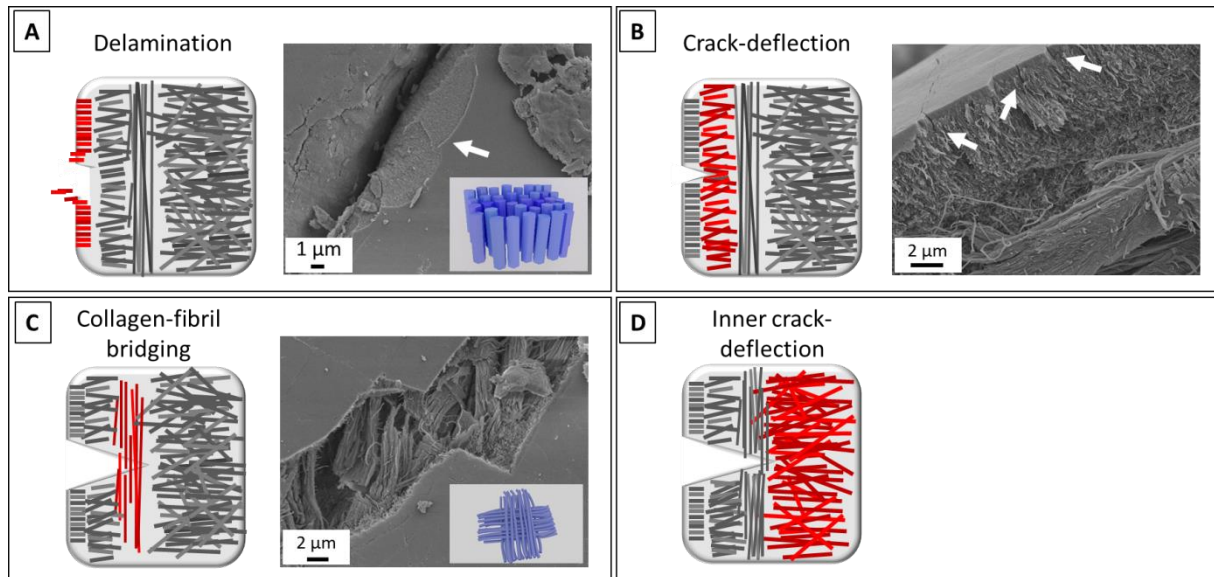 A
Delamination
1 µm
B
Crack-deflection
2 µm
C
Collagen-fibril
bridging
2 µm
D
Inner crack-
deflection